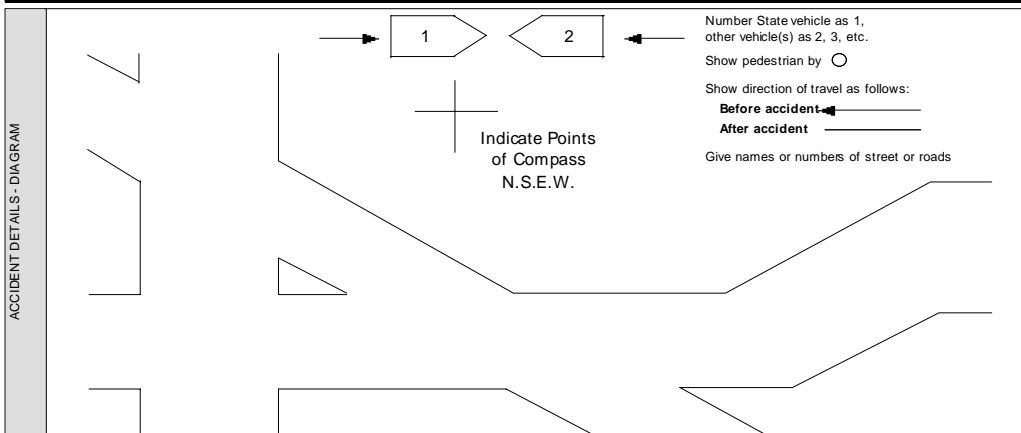 ACCIDENT DETAILS - DIAGRAM
1
2
Number State vehicle as 1,
other vehicle(s) as 2, 3, etc.
Show pedestrian by
Show direction of travel as follows:
Before accident
After accident
Give names or numbers of street or roads
Indicate Points
of Compass
N.S.E.W.